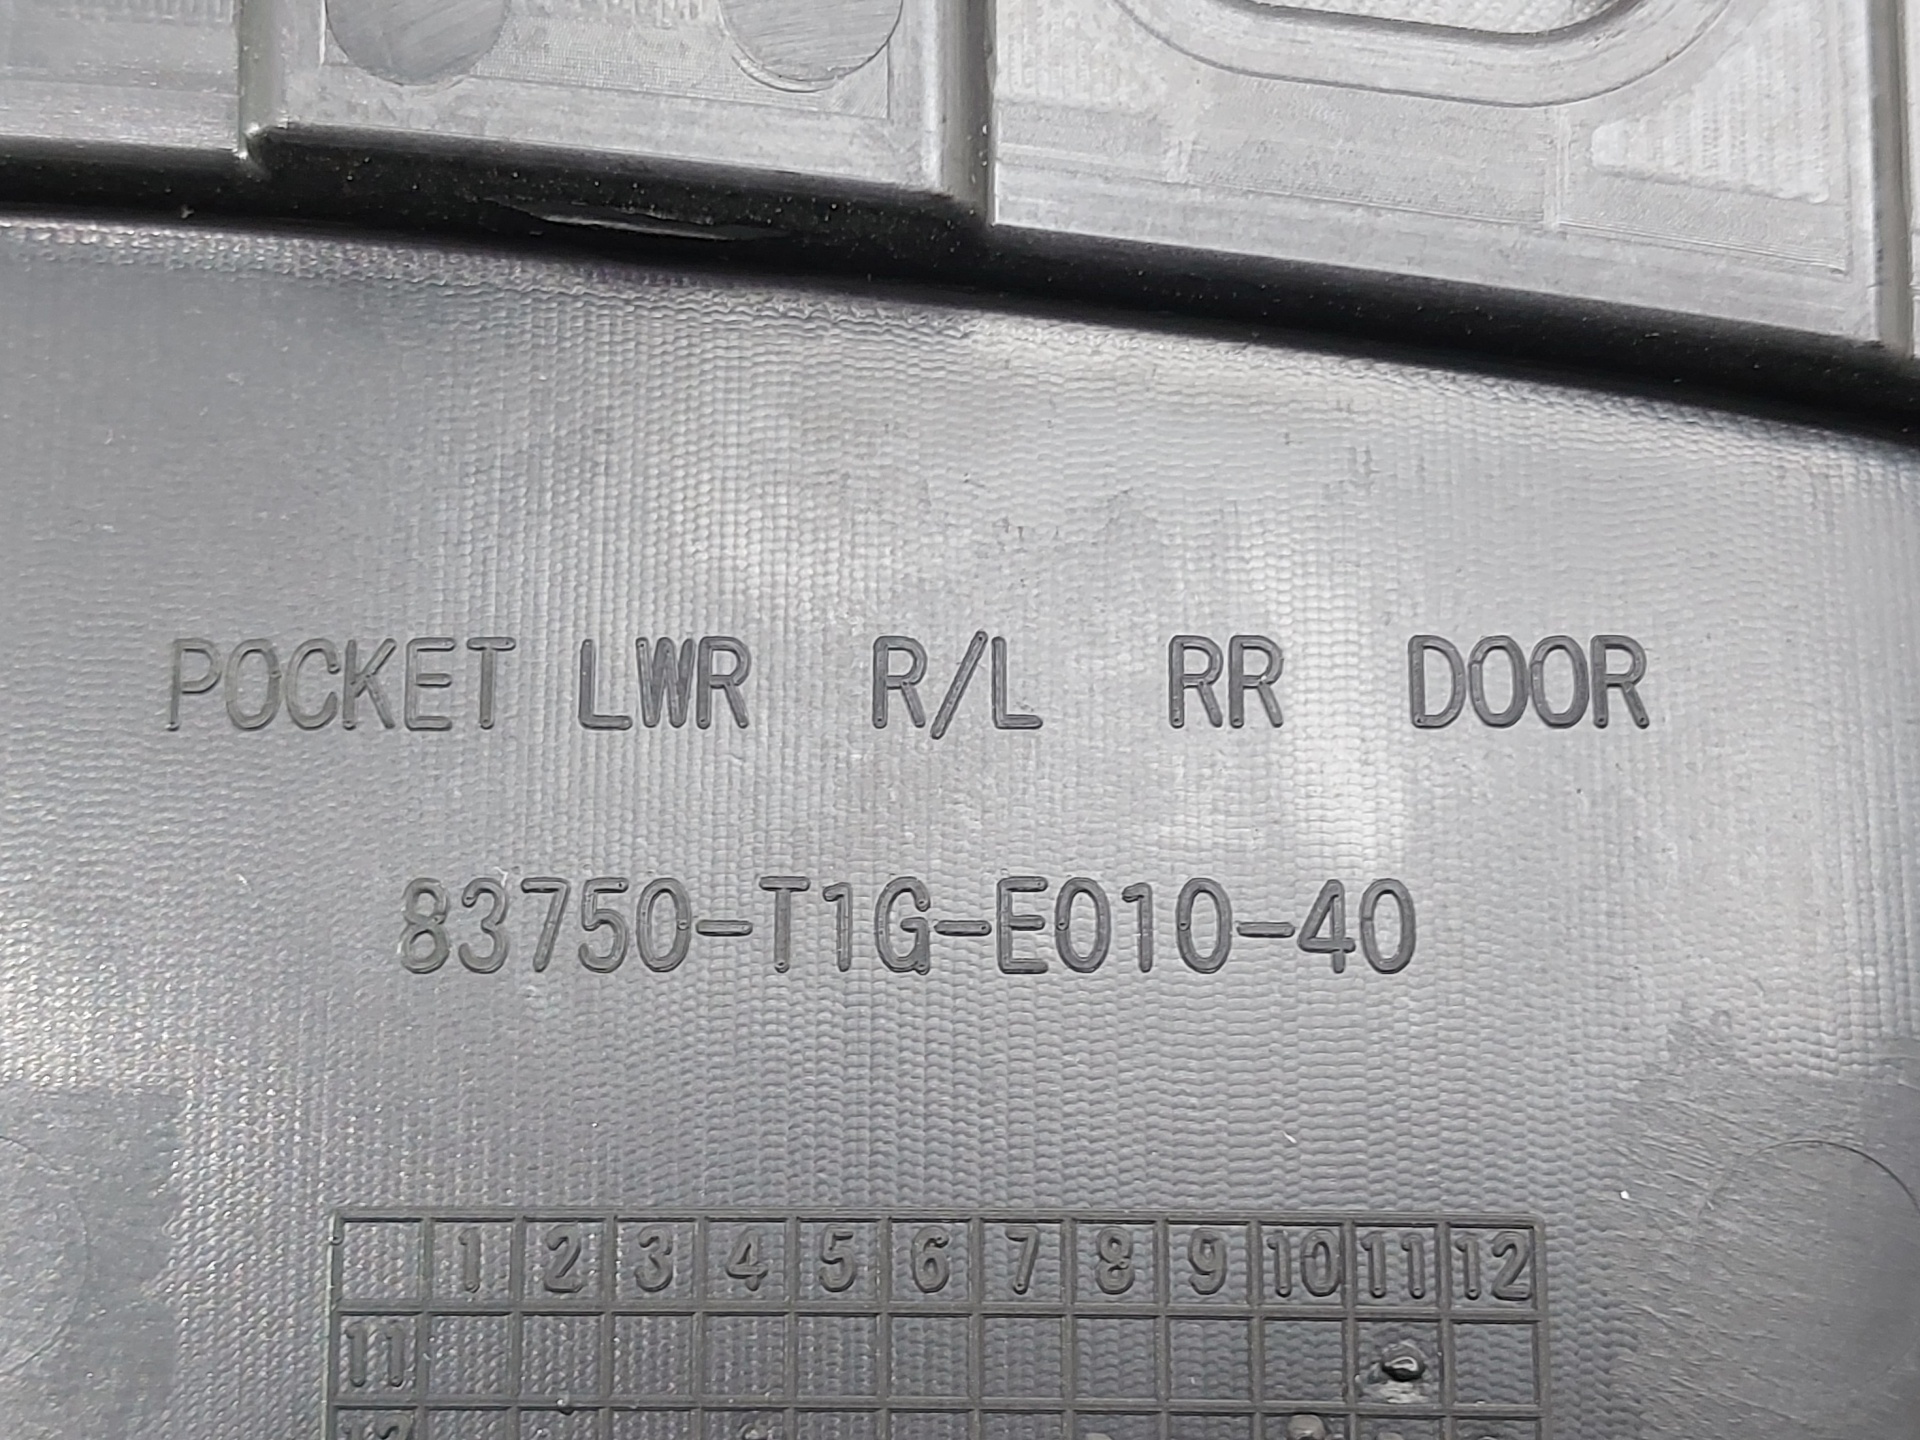 POCKET LWR R/L RR DOOR
83750-T1G-E010-40
1 2 3 4 5 6 7 8 9 10 11 12
11
12